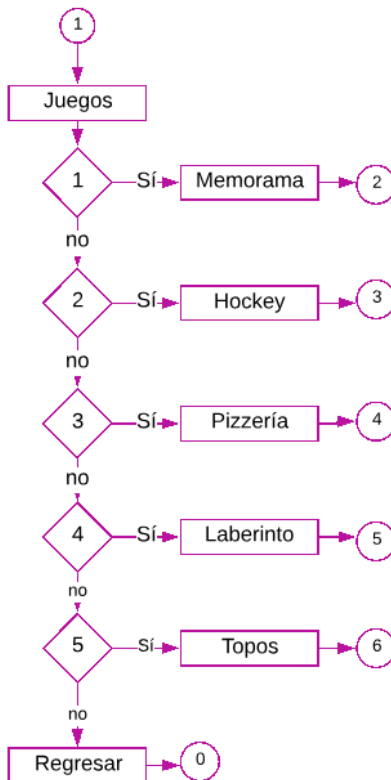 1
Juegos
1 Sí Memorama 2
no
2 Sí Hockey 3
no
3 Sí Pizzería 4
no
4 Sí Laberinto 5
no
5 Sí Topos 6
no
Regresar 0